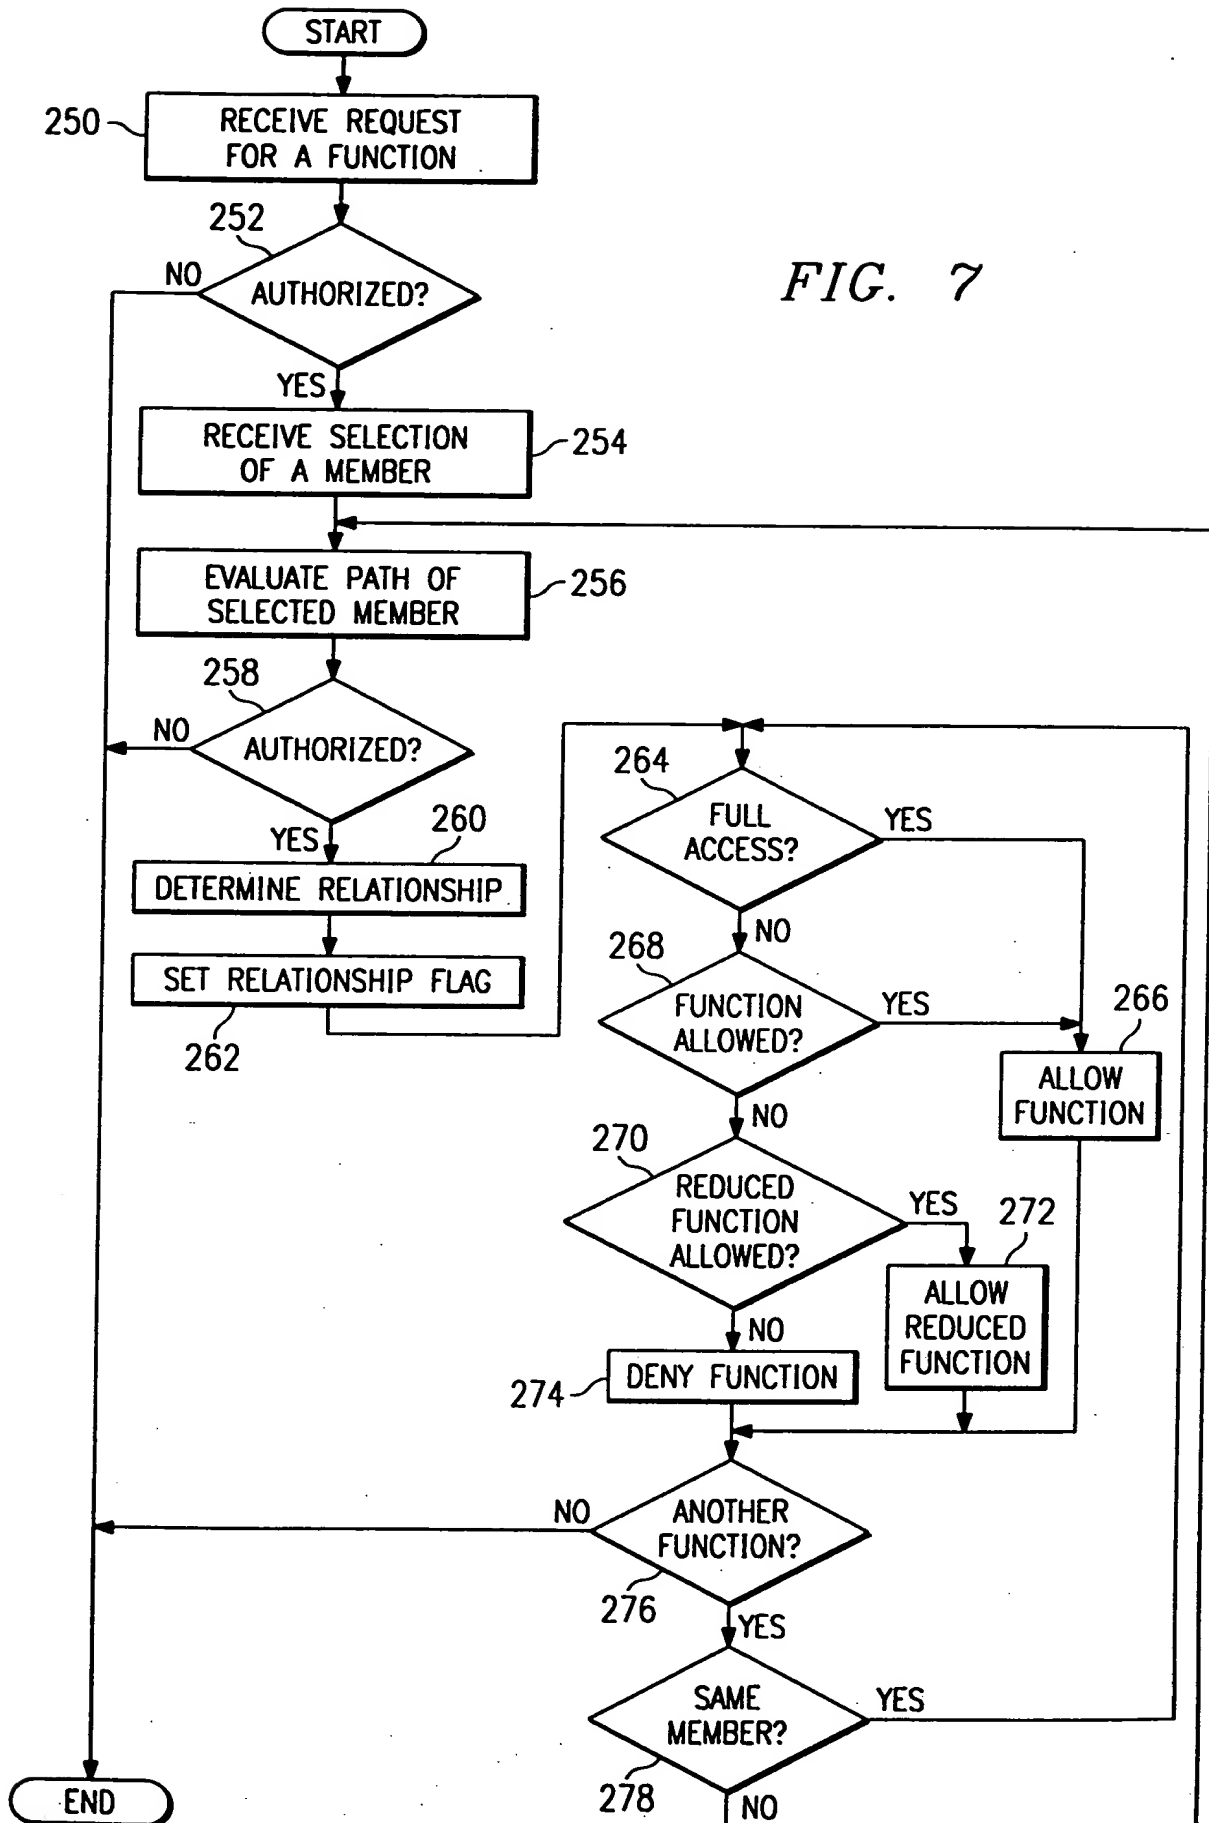 START
250
RECEIVE REQUEST
FOR A FUNCTION
252
NO
AUTHORIZED?
FIG. 7
YES
RECEIVE SELECTION
OF A MEMBER
254
EVALUATE PATH OF
SELECTED MEMBER
256
258
NO
AUTHORIZED?
YES
260
DETERMINE RELATIONSHIP
SET RELATIONSHIP FLAG
262
264
FULL
ACCESS?
YES
NO
268
FUNCTION
ALLOWED?
YES
266
ALLOW
FUNCTION
NO
270
REDUCED
FUNCTION
ALLOWED?
YES
272
ALLOW
REDUCED
FUNCTION
NO
274
DENY FUNCTION
NO
ANOTHER
FUNCTION?
276
YES
SAME
MEMBER?
YES
278
NO
END